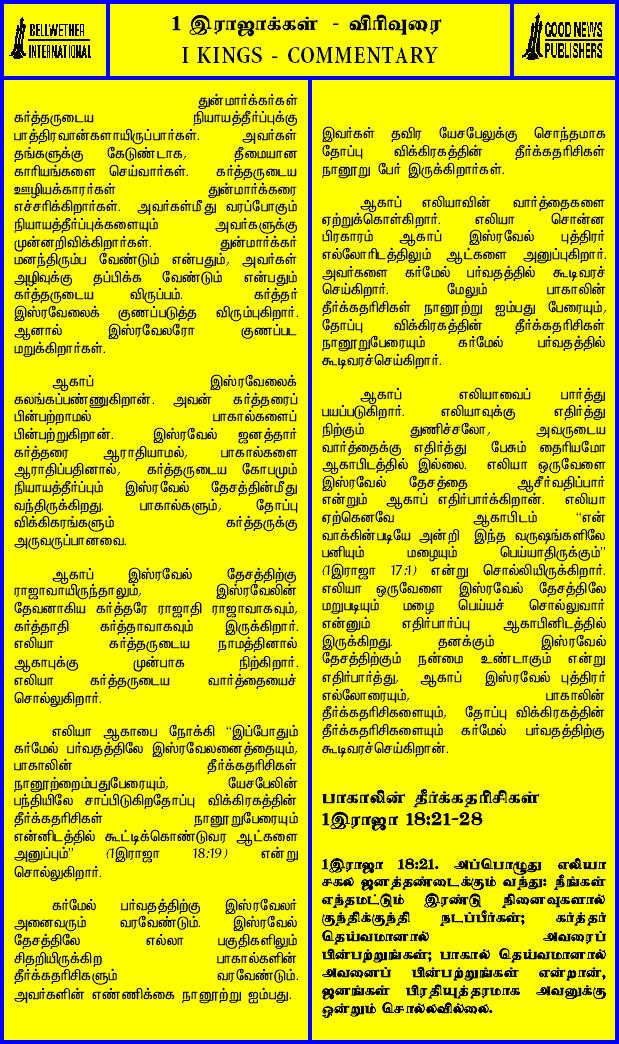 BELLWETHER
INTERNATIONAL
1 இராஜாக்கள் - விரிவுரை
I KINGS - COMMENTARY
GOOD NEWS
PUBLISHERS
துன்மார்க்கர்கள்
கர்த்தருடைய நியாயத்தீர்ப்புக்கு
பாத்திரவான்களாயிருப்பார்கள். அவர்கள்
தங்களுக்கு கேடுண்டாக, தீமையான
காரியங்களை செய்வார்கள். கர்த்தருடைய
ஊழியக்காரர்கள் துன்மார்க்கரை
எச்சரிக்கிறார்கள். அவர்கள்மீது வரப்போகும்
நியாயத்தீர்ப்புக்களையும் அவர்களுக்கு
முன்னறிவிக்கிறார்கள். துன்மார்க்கர்
மனந்திரும்ப வேண்டும் என்பதும், அவர்கள்
அழிவுக்கு தப்பிக்க வேண்டும் என்பதும்
கர்த்தருடைய விருப்பம். கர்த்தர்
இஸ்ரவேலைக் குணப்படுத்த விரும்புகிறார்.
ஆனால் இஸ்ரவேலரோ குணப்பட
மறுக்கிறார்கள்.
ஆகாப் இஸ்ரவேலைக்
கலங்கப்பண்ணுகிறான். அவன் கர்த்தரைப்
பின்பற்றாமல் பாகால்களைப்
பின்பற்றுகிறான். இஸ்ரவேல் ஜனத்தார்
கர்த்தரை ஆராதியாமல், பாகால்களை
ஆராதிப்பதினால், கர்த்தருடைய கோபமும்
நியாயத்தீர்ப்பும் இஸ்ரவேல் தேசத்தின்மீது
வந்திருக்கிறது. பாகால்களும், தோப்பு
விக்கிரகங்களும் கர்த்தருக்கு
அருவருப்பானவை.
ஆகாப் இஸ்ரவேல் தேசத்திற்கு
ராஜாவாயிருந்தாலும், இஸ்ரவேலின்
தேவனாகிய கர்த்தரே ராஜாதி ராஜாவாகவும்,
கர்த்தாதி கர்த்தாவாகவும் இருக்கிறார்.
எலியா கர்த்தருடைய நாமத்தினால்
ஆகாபுக்கு முன்பாக நிற்கிறார்.
எலியா கர்த்தருடைய வார்த்தையைச்
சொல்லுகிறார்.
எலியா ஆகாபை நோக்கி “இப்போதும்
கர்மேல் பர்வதத்திலே இஸ்ரவேலனைத்தையும்,
பாகாலின் தீர்க்கதரிசிகள்
நானூற்றைம்பதுபேரையும், யேசபேலின்
பந்தியிலே சாப்பிடுகிறதோப்பு விக்கிரகத்தின்
தீர்க்கதரிசிகள் நானூறுபேரையும்
என்னிடத்தில் கூட்டிக்கொண்டுவர ஆட்களை
அனுப்பும்” (1இராஜா 18:19) என்று
சொல்லுகிறார்.
கர்மேல் பர்வதத்திற்கு இஸ்ரவேலர்
அனைவரும் வரவேண்டும். இஸ்ரவேல்
தேசத்திலே எல்லா பகுதிகளிலும்
சிதறியிருக்கிற பாகால்களின்
தீர்க்கதரிசிகளும் வரவேண்டும்.
அவர்களின் எண்ணிக்கை நானூற்று ஐம்பது.
இவர்கள் தவிர யேசபேலுக்கு சொந்தமாக
தோப்பு விக்கிரகத்தின் தீர்க்கதரிசிகள்
நானூறு பேர் இருக்கிறார்கள்.
ஆகாப் எலியாவின் வார்த்தைகளை
ஏற்றுக்கொள்கிறார். எலியா சொன்ன
பிரகாரம் ஆகாப் இஸ்ரவேல் புத்திரர்
எல்லோரிடத்திலும் ஆட்களை அனுப்புகிறார்.
அவர்களை கர்மேல் பர்வதத்தில் கூடிவரச்
செய்கிறார். மேலும் பாகாலின்
தீர்க்கதரிசிகள் நானூற்று ஐம்பது பேரையும்,
தோப்பு விக்கிரகத்தின் தீர்க்கதரிசிகள்
நானூறுபேரையும் கர்மேல் பர்வதத்தில்
கூடிவரச்செய்கிறார்.
ஆகாப் எலியாவைப் பார்த்து
பயப்படுகிறார். எலியாவுக்கு எதிர்த்து
நிற்கும் துணிச்சலோ, அவருடைய
வார்த்தைக்கு எதிர்த்து பேசும் தைரியமோ
ஆகாபிடத்தில் இல்லை. எலியா ஒருவேளை
இஸ்ரவேல் தேசத்தை ஆசீர்வதிப்பார்
என்றும் ஆகாப் எதிர்பார்க்கிறான். எலியா
ஏற்கெனவே ஆகாபிடம் “என்
வாக்கின்படியே அன்றி இந்த வருஷங்களிலே
பனியும் மழையும் பெய்யாதிருக்கும்”
(1இராஜா 17:1) என்று சொல்லியிருக்கிறார்.
எலியா ஒருவேளை இஸ்ரவேல் தேசத்திலே
மறுபடியும் மழை பெய்யச் சொல்லுவார்
என்னும் எதிர்பார்ப்பு ஆகாபினிடத்தில்
இருக்கிறது. தனக்கும் இஸ்ரவேல்
தேசத்திற்கும் நன்மை உண்டாகும் என்று
எதிர்பார்த்து, ஆகாப் இஸ்ரவேல் புத்திரர்
எல்லோரையும், பாகாலின்
தீர்க்கதரிசிகளையும், தோப்பு விக்கிரகத்தின்
தீர்க்கதரிசிகளையும் கர்மேல் பர்வதத்திற்கு
கூடிவரச்செய்கிறான்.
பாகாலின் தீர்க்கதரிசிகள்
1இராஜா 18:21-28
1இராஜா 18:21. அப்பொழுது எலியா
சகல ஜனத்தண்டைக்கும் வந்து: நீங்கள்
எந்தமட்டும் இரண்டு நினைவுகளால்
குந்திக்குந்தி நடப்பீர்கள்; கர்த்தர்
தெய்வமானால் அவரைப்
பின்பற்றுங்கள்; பாகால் தெய்வமானால்
அவனைப் பின்பற்றுங்கள் என்றான்,
ஜனங்கள் பிரதியுத்தரமாக அவனுக்கு
ஒன்றும் சொல்லவில்லை.